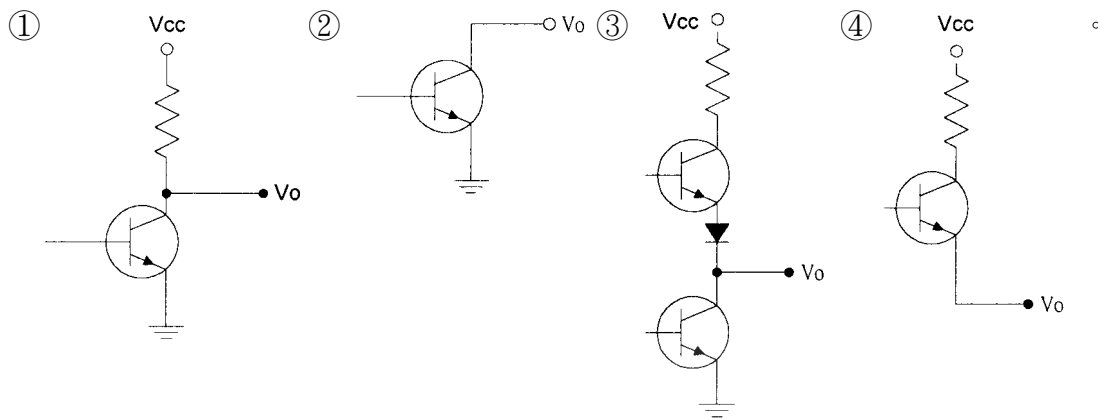 ① Vcc
Vo
② Vo
③ Vcc
Vo
④ Vcc
Vo
。